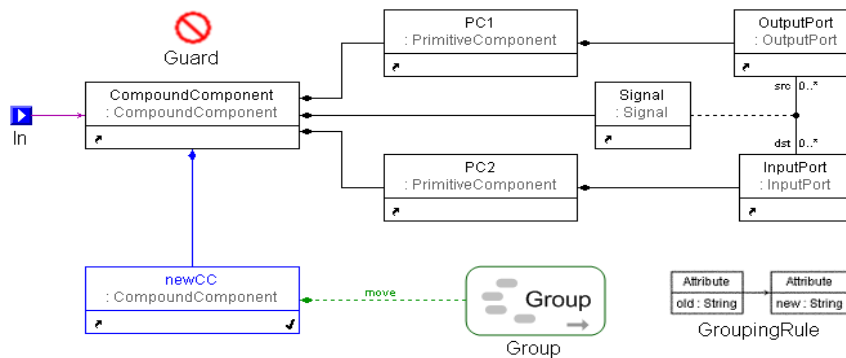 PC1
: PrimitiveComponent
OutputPort
: OutputPort
Guard
CompoundComponent
: CompoundComponent
Signal
: Signal
src 0..*
In
dst 0..*
PC2
: PrimitiveComponent
InputPort
: InputPort
newCC
: CompoundComponent
move
Group
Group
Attribute
old : String
Attribute
new : String
GroupingRule